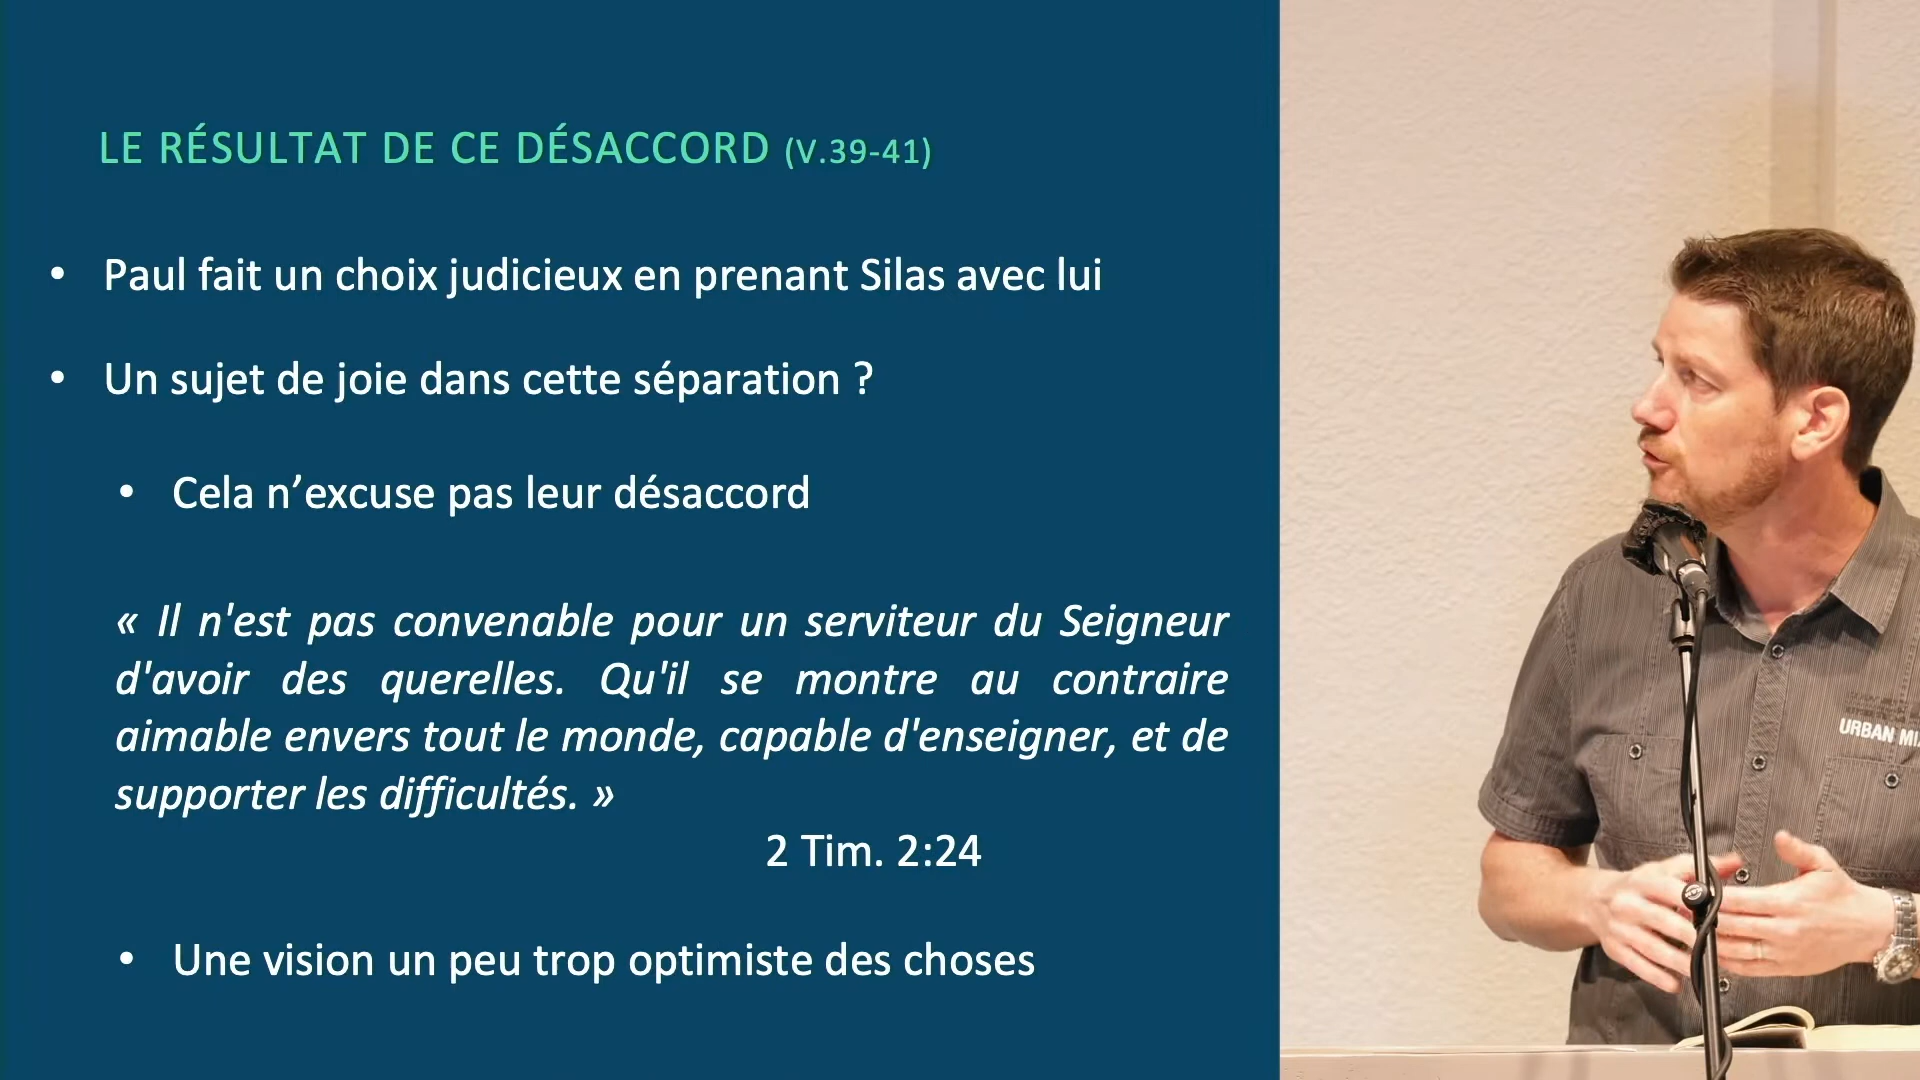 LE RÉSULTAT DE CE DÉSACCORD (V.39-41)
• Paul fait un choix judicieux en prenant Silas avec lui
• Un sujet de joie dans cette séparation ?
• Cela n’excuse pas leur désaccord
« Il n'est pas convenable pour un serviteur du Seigneur
d'avoir des querelles. Qu'il se montre au contraire
aimable envers tout le monde, capable d'enseigner, et de
supporter les difficultés. »
2 Tim. 2:24
• Une vision un peu trop optimiste des choses
URBAN